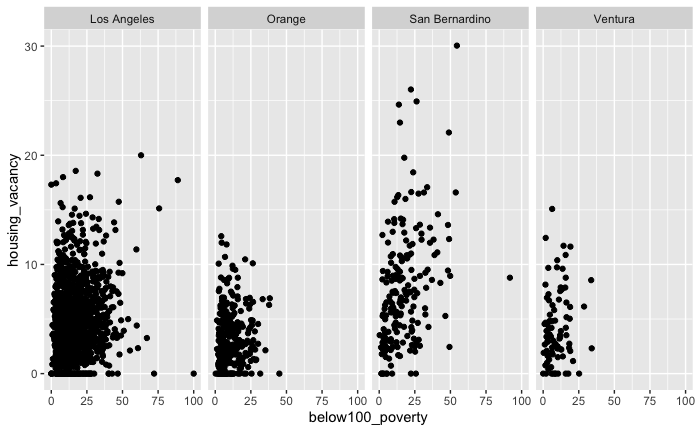 Los Angeles Orange San Bernardino Ventura
30
20
10
0
housing_vacancy
0 25 50 75 100 0 25 50 75 100 0 25 50 75 100 0 25 50 75 100
below100_poverty